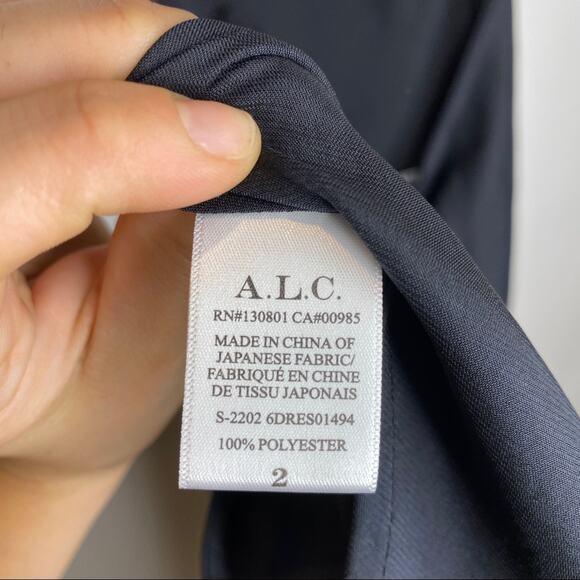 A.L.C.
RN#130801 CA#00985
MADE IN CHINA OF
JAPANESE FABRIC/
FABRIQUÉ EN CHINE
DE TISSU JAPONAIS
S-2202 6DRES01494
100% POLYESTER
2